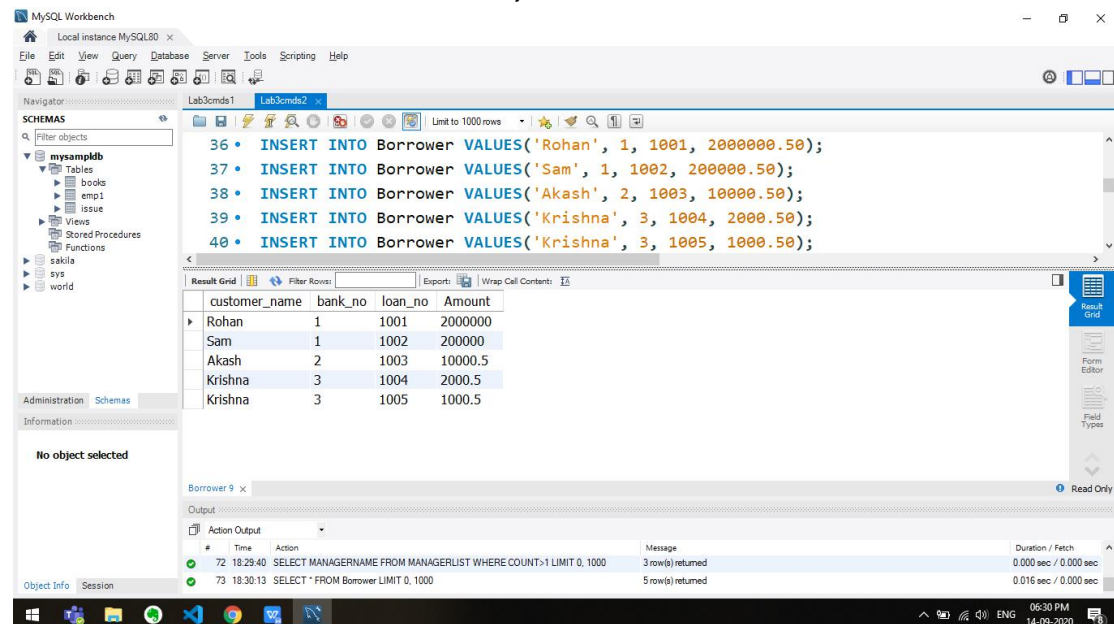 MySQL Workbench
Local instance MySQL80 ×
File Edit View Query Database Server Tools Scripting Help
Navigator
SCHEMAS
Filter objects
mysampldb
Tables
books
emp1
issue
Views
Stored Procedures
Functions
sakila
sys
world
Administration Schemas
Information
No object selected
Object Info Session
Lab3cmds1 Lab3cmds2 ×
Limit to 1000 rows
36 • INSERT INTO Borrower VALUES('Rohan', 1, 1001, 2000000.50);
37 • INSERT INTO Borrower VALUES('Sam', 1, 1002, 200000.50);
38 • INSERT INTO Borrower VALUES('Akash', 2, 1003, 10000.50);
39 • INSERT INTO Borrower VALUES('Krishna', 3, 1004, 2000.50);
40 • INSERT INTO Borrower VALUES('Krishna', 3, 1005, 1000.50);
Result Grid Filter Rows: Export: Wrap Cell Content:
customer_name bank_no loan_no Amount
Rohan 1 1001 2000000
Sam 1 1002 200000
Akash 2 1003 10000.5
Krishna 3 1004 2000.5
Krishna 3 1005 1000.5
Result Grid
Form Editor
Field Types
Borrower 9 × Read Only
Output
Action Output
# Time Action Message Duration / Fetch
72 18:29:40 SELECT MANAGERNAME FROM MANAGERLIST WHERE COUNT>1 LIMIT 0, 1000 3 row(s) returned 0.000 sec / 0.000 sec
73 18:30:13 SELECT * FROM Borrower LIMIT 0, 1000 5 row(s) returned 0.016 sec / 0.000 sec
ENG 06:30 PM
14-09-2020